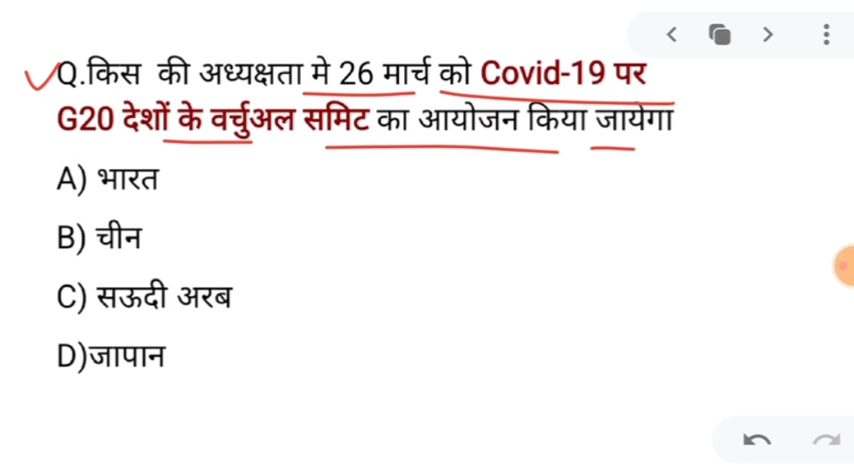 Q.किस की अध्यक्षता मे 26 मार्च को Covid-19 पर
G20 देशों के वर्चुअल समिट का आयोजन किया जायेगा
A) भारत
B) चीन
C) सऊदी अरब
D)जापान